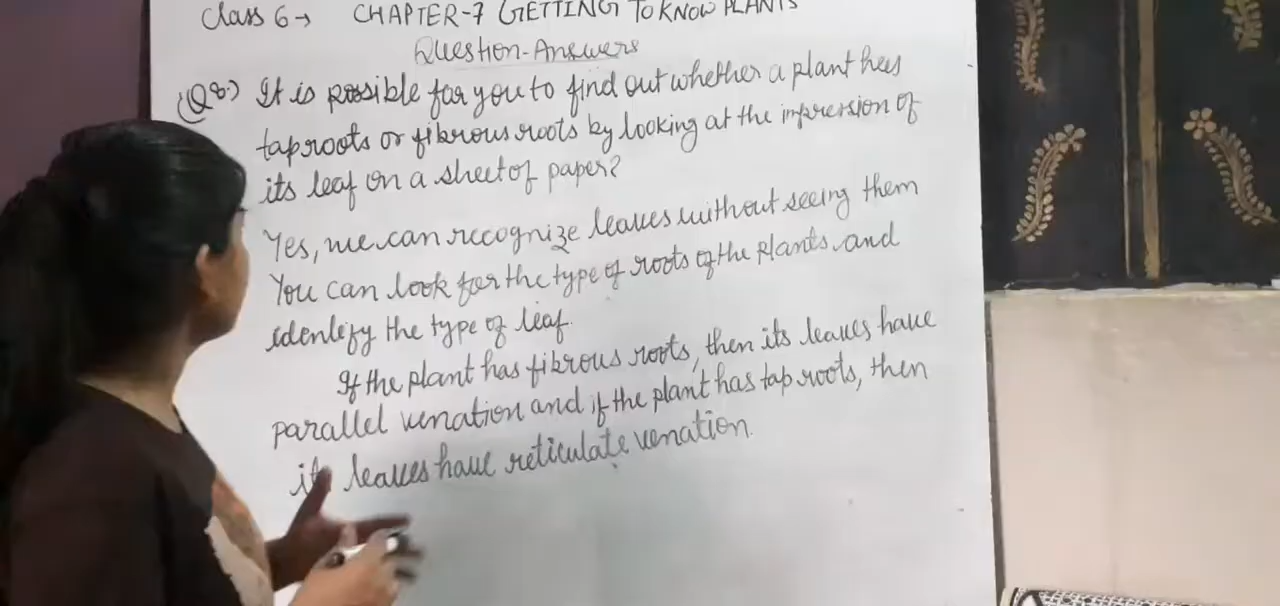 Class 6 → CHAPTER-7 GETTING TO KNOW PLANTS
Question-Answers
(Q8.) It is possible for you to find out whether a plant has
taproots or fibrous roots by looking at the impression of
its leaf on a sheet of paper?
Yes, we can recognize leaves without seeing them
You can look for the type of roots of the plants and
identify the type of leaf.
If the plant has fibrous roots, then its leaves have
parallel venation and if the plant has tap roots, then
its leaves have reticulate venation.